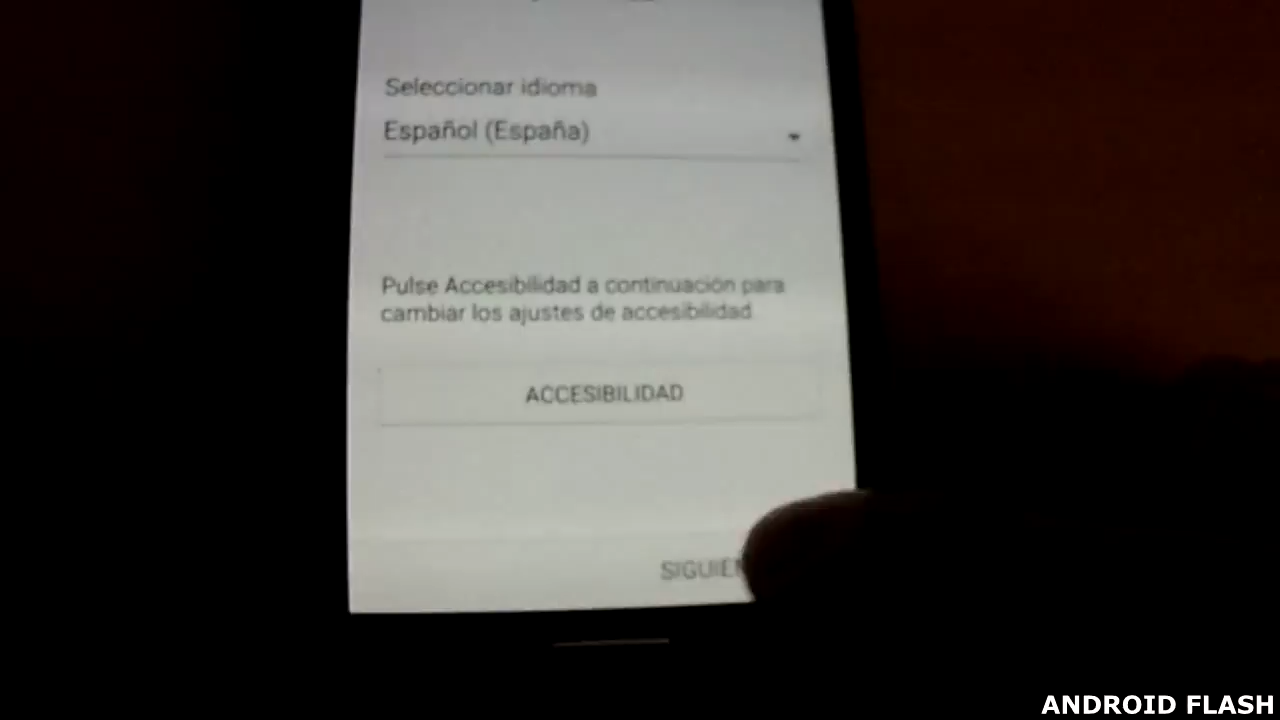 Seleccionar idioma
Español (España)
Pulse Accesibilidad a continuación para
cambiar los ajustes de accesibilidad
ACCESIBILIDAD
ANDROID FLASH